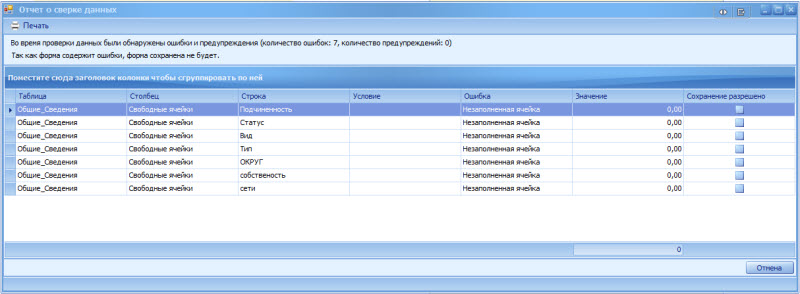 Отчет о сверке данных
Печать
Во время проверки данных были обнаружены ошибки и предупреждения (количество ошибок: 7, количество предупреждений: 0)
Так как форма содержит ошибки, форма сохранена не будет.
Поместите сюда заголовок колонки чтобы сгруппировать по ней
Таблица Столбец Строка Условие Ошибка Значение Сохранение разрешено
Общие_Сведения Свободные ячейки Подчиненность Незаполненная ячейка 0,00
Общие_Сведения Свободные ячейки Статус Незаполненная ячейка 0,00
Общие_Сведения Свободные ячейки Вид Незаполненная ячейка 0,00
Общие_Сведения Свободные ячейки Тип Незаполненная ячейка 0,00
Общие_Сведения Свободные ячейки ОКРУГ Незаполненная ячейка 0,00
Общие_Сведения Свободные ячейки собственость Незаполненная ячейка 0,00
Общие_Сведения Свободные ячейки сети Незаполненная ячейка 0,00
0
Отмена